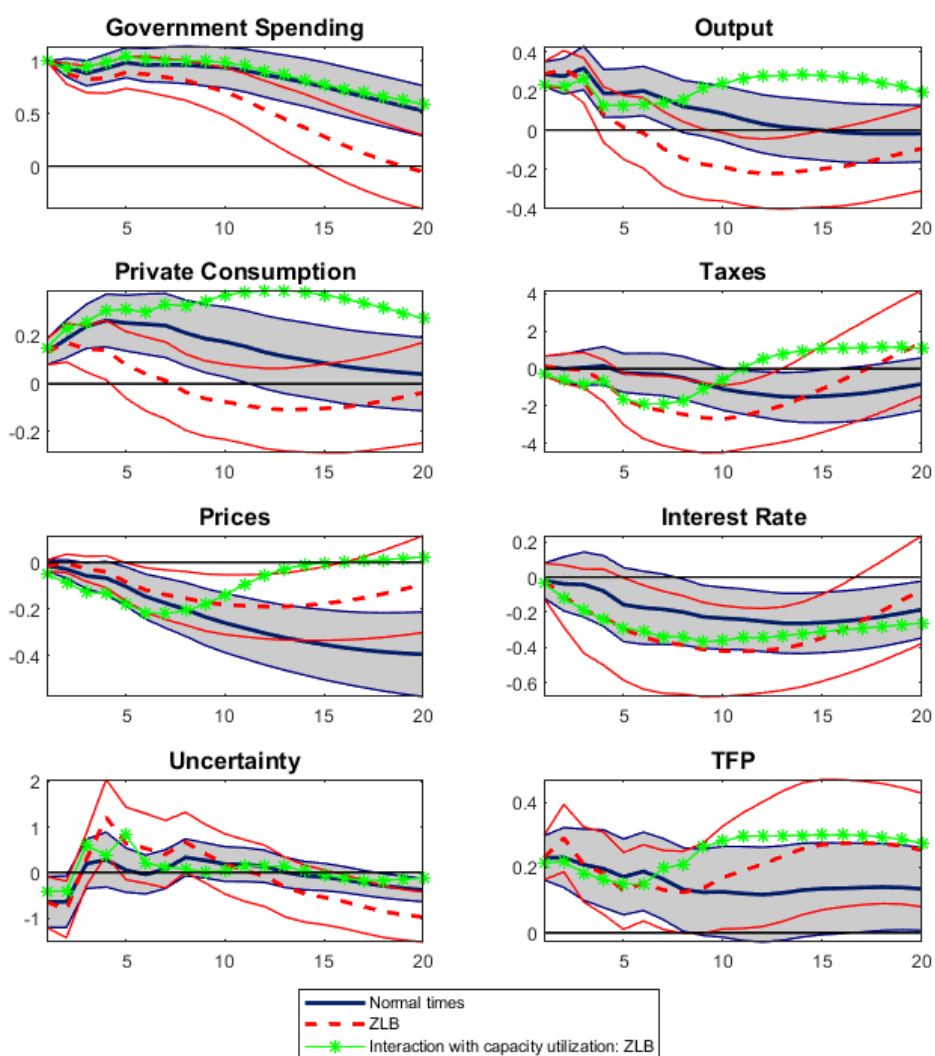 Government Spending
1
0.5
0
5 10 15 20
Output
0.4
0.2
0
-0.2
-0.4
5 10 15 20
Private Consumption
0.2
0
-0.2
5 10 15 20
Taxes
4
2
0
-2
-4
5 10 15 20
Prices
0
-0.2
-0.4
5 10 15 20
Interest Rate
0.2
0
-0.2
-0.4
-0.6
5 10 15 20
Uncertainty
2
1
0
-1
5 10 15 20
TFP
0.4
0.2
0
5 10 15 20
Normal times
ZLB
Interaction with capacity utilization: ZLB